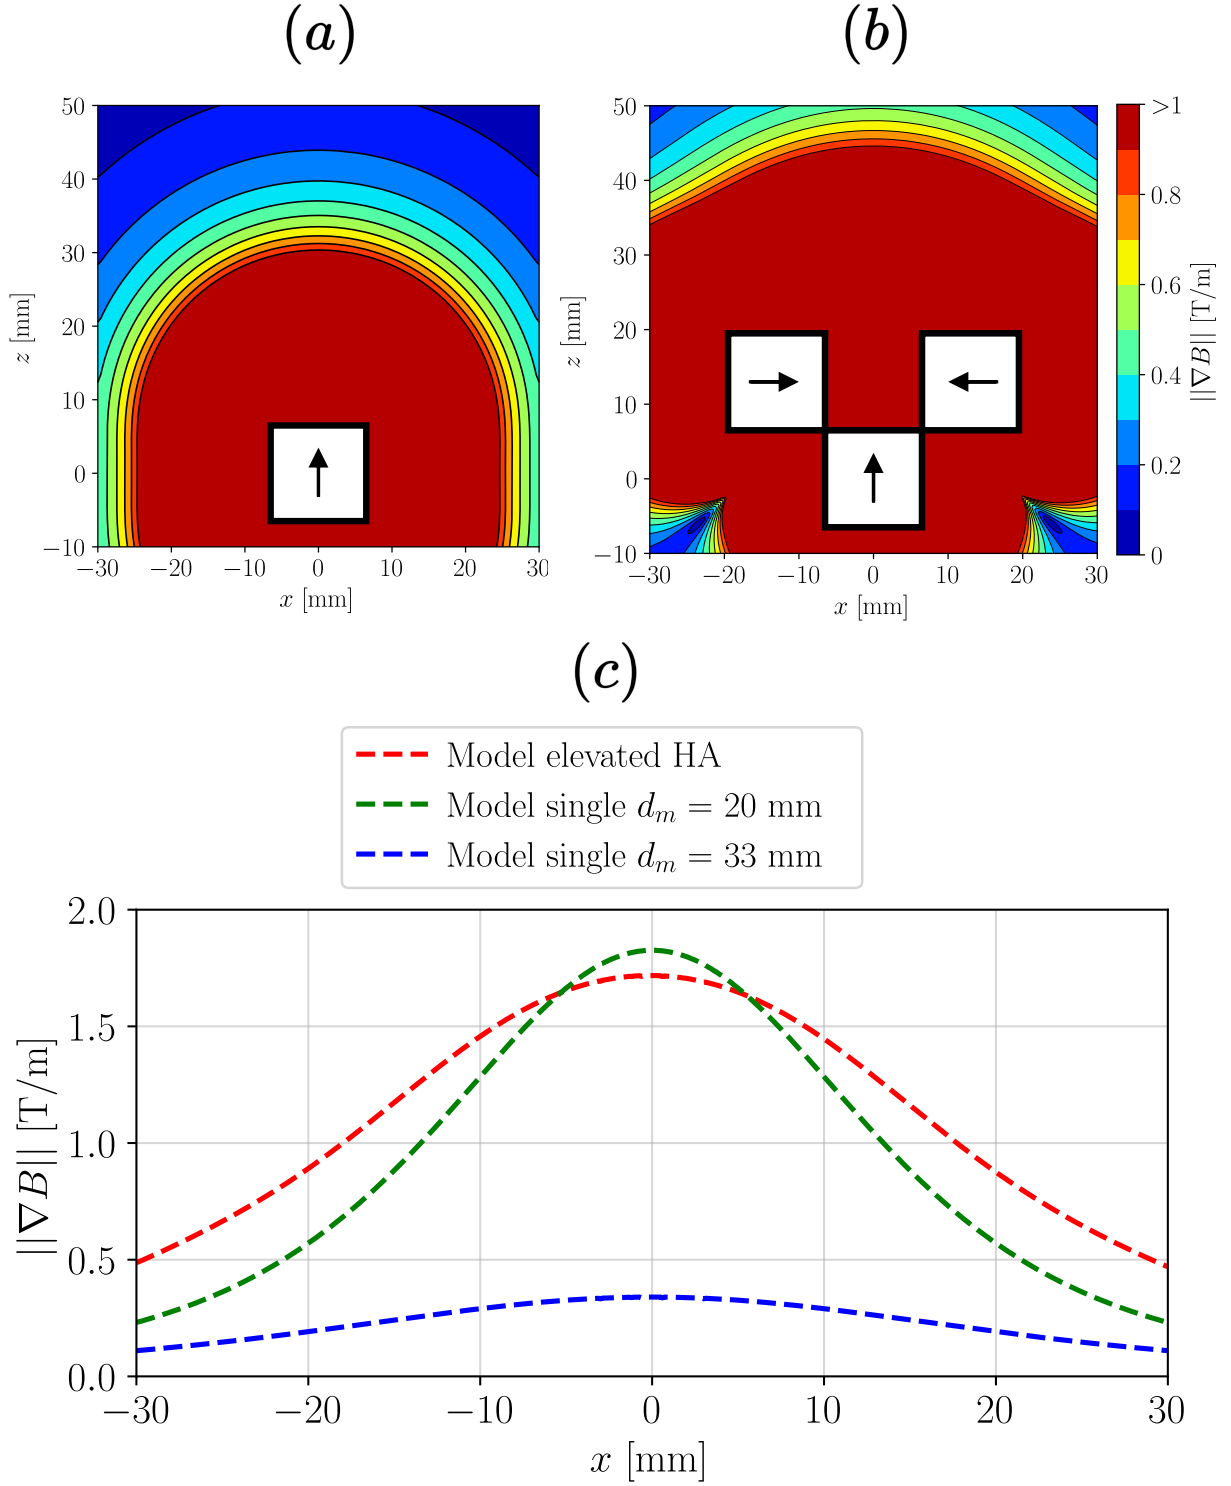 (a)
(b)
50
40
30
20
10
0
−10
z [mm]
−30 −20 −10 0 10 20 30
x [mm]
50
40
30
20
10
0
−10
z [mm]
−30 −20 −10 0 10 20 30
x [mm]
>1
0.8
0.6
0.4
0.2
0
||∇B|| [T/m]
(c)
Model elevated HA
Model single dₘ = 20 mm
Model single dₘ = 33 mm
2.0
1.5
1.0
0.5
0.0
||∇B|| [T/m]
−30 −20 −10 0 10 20 30
x [mm]